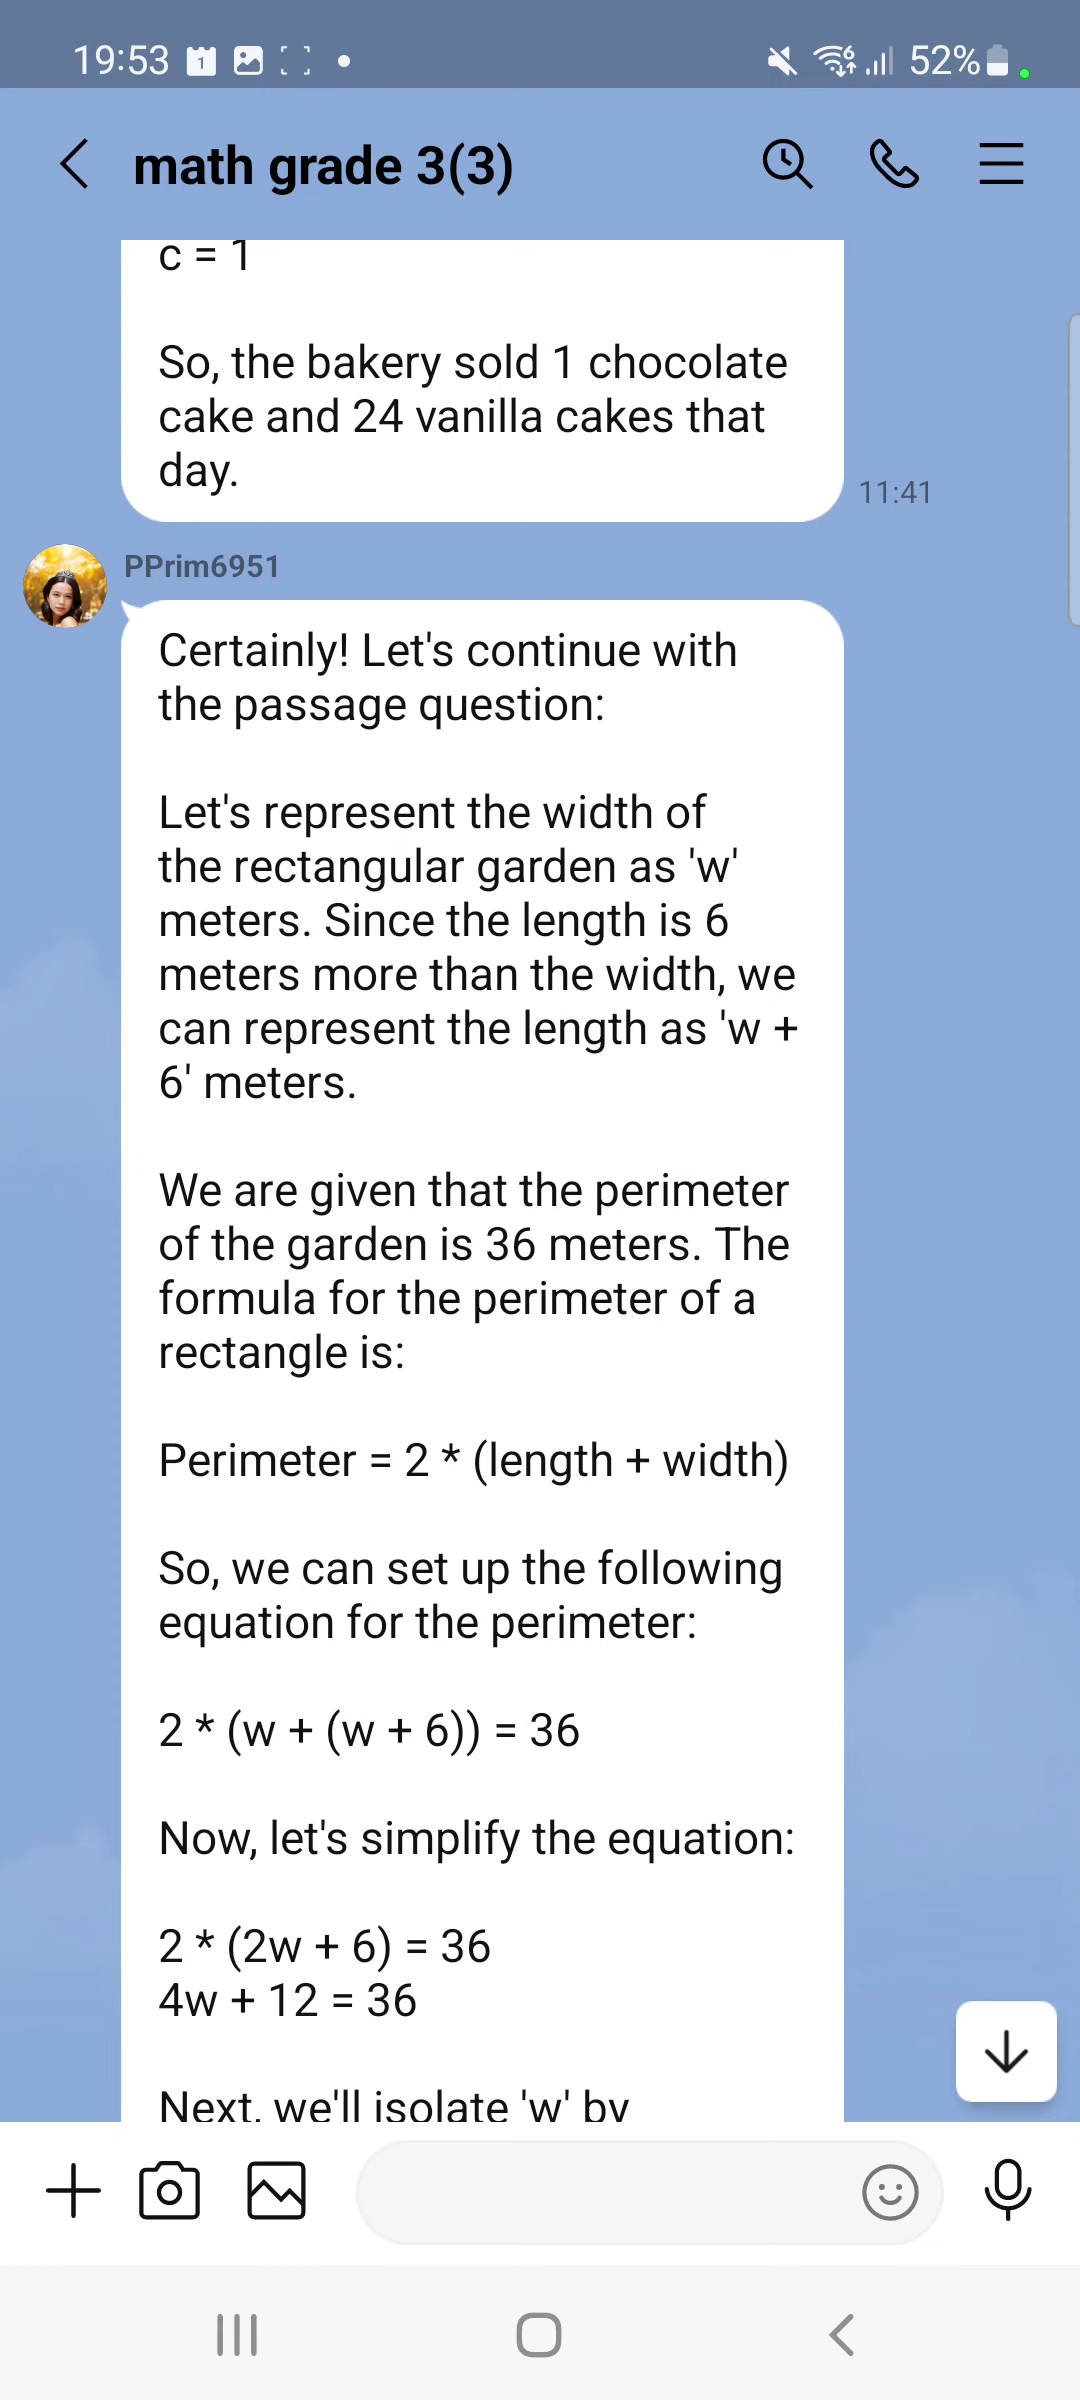 19:53
1
6
52%
math grade 3(3)
c = 1
So, the bakery sold 1 chocolate
cake and 24 vanilla cakes that
day.
11:41
PPrim6951
Certainly! Let's continue with
the passage question:
Let's represent the width of
the rectangular garden as 'w'
meters. Since the length is 6
meters more than the width, we
can represent the length as 'w +
6' meters.
We are given that the perimeter
of the garden is 36 meters. The
formula for the perimeter of a
rectangle is:
Perimeter = 2 * (length + width)
So, we can set up the following
equation for the perimeter:
2 * (w + (w + 6)) = 36
Now, let's simplify the equation:
2 * (2w + 6) = 36
4w + 12 = 36
Next, we'll isolate 'w' by